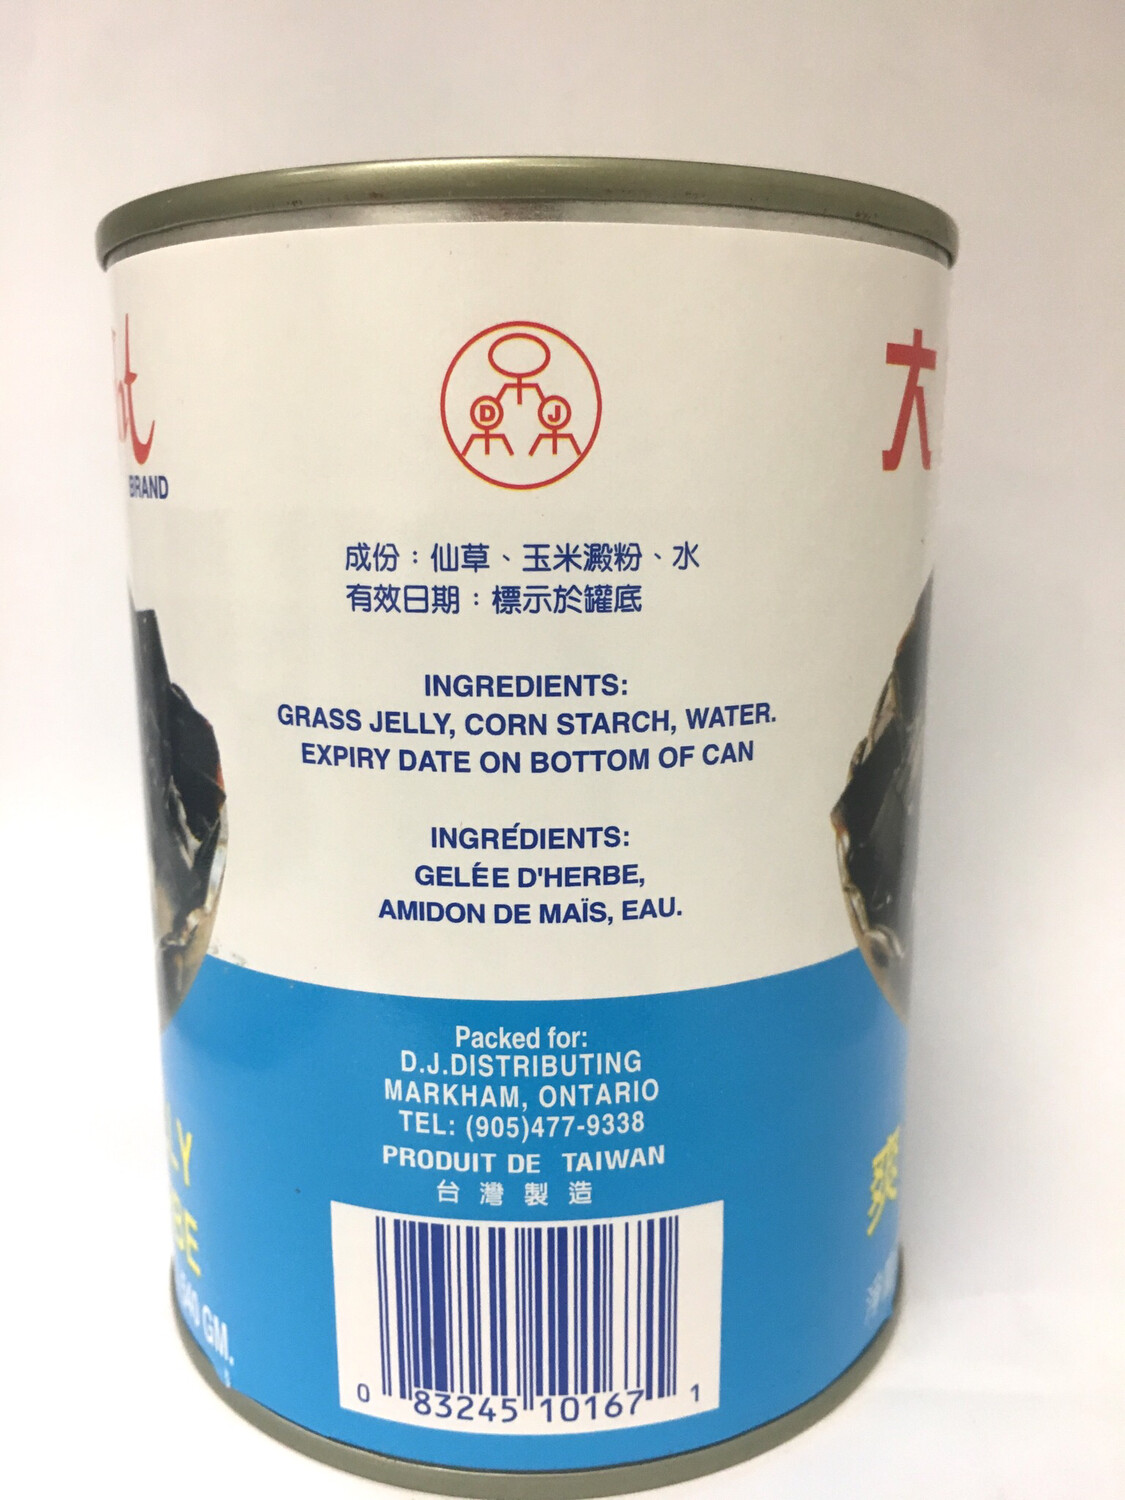 BRAND
D J
大
成份：仙草、玉米澱粉、水
有效日期：標示於罐底
INGREDIENTS:
GRASS JELLY, CORN STARCH, WATER.
EXPIRY DATE ON BOTTOM OF CAN
INGRÉDIENTS:
GELÉE D'HERBE,
AMIDON DE MAÏS, EAU.
Packed for:
D.J.DISTRIBUTING
MARKHAM, ONTARIO
TEL: (905)477-9338
PRODUIT DE TAIWAN
台灣製造
GM.
爽
0 83245 10167 1